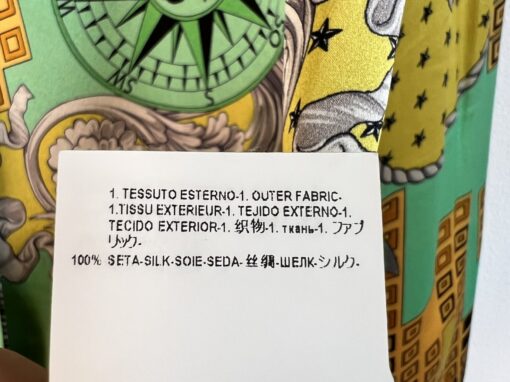 1. TESSUTO ESTERNO-1. OUTER FABRIC-
1.TISSU EXTERIEUR-1. TEJIDO EXTERNO-1.
TECIDO EXTERIOR-1. 织物-1. ткань-1. ファブ
リック-
100% SETA-SILK-SOIE-SEDA- 丝绸-ШЕЛК-シルク-